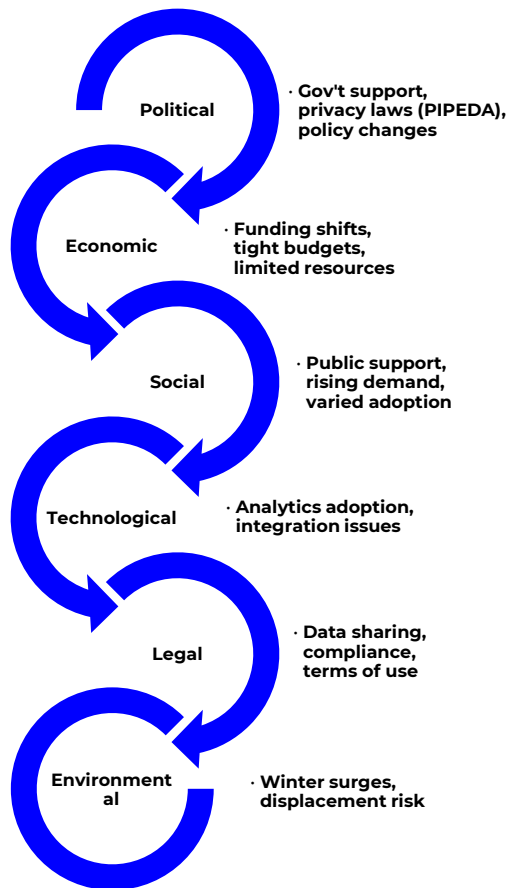 Political
· Gov't support,
privacy laws (PIPEDA),
policy changes
Economic
· Funding shifts,
tight budgets,
limited resources
Social
· Public support,
rising demand,
varied adoption
Technological
· Analytics adoption,
integration issues
Legal
· Data sharing,
compliance,
terms of use
Environment
al
· Winter surges,
displacement risk